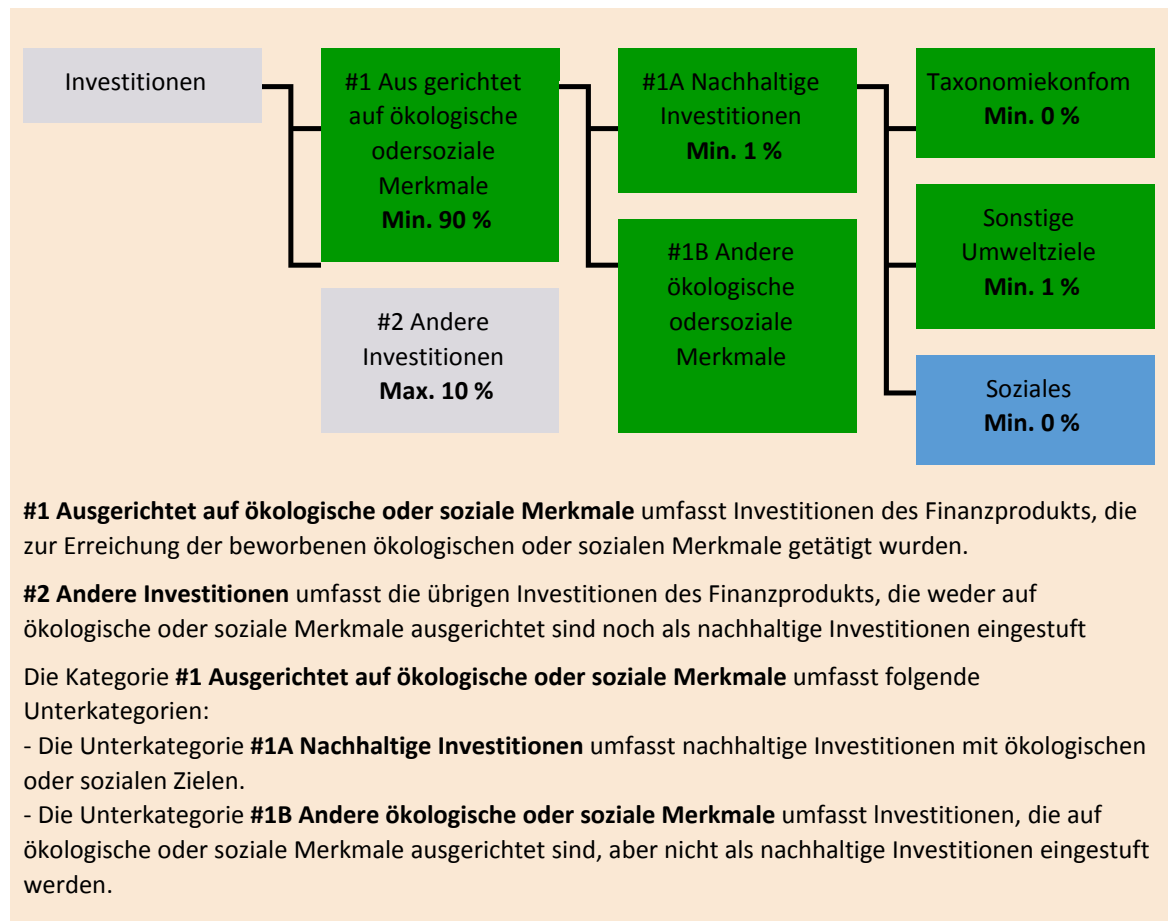 Investitionen
#1 Aus gerichtet
auf ökologische
odersoziale
Merkmale
Min. 90 %
#2 Andere
Investitionen
Max. 10 %
#1A Nachhaltige
Investitionen
Min. 1 %
#1B Andere
ökologische
odersoziale
Merkmale
Taxonomiekonfom
Min. 0 %
Sonstige
Umweltziele
Min. 1 %
Soziales
Min. 0 %
#1 Ausgerichtet auf ökologische oder soziale Merkmale umfasst Investitionen des Finanzprodukts, die
zur Erreichung der beworbenen ökologischen oder sozialen Merkmale getätigt wurden.
#2 Andere Investitionen umfasst die übrigen Investitionen des Finanzprodukts, die weder auf
ökologische oder soziale Merkmale ausgerichtet sind noch als nachhaltige Investitionen eingestuft
Die Kategorie #1 Ausgerichtet auf ökologische oder soziale Merkmale umfasst folgende
Unterkategorien:
- Die Unterkategorie #1A Nachhaltige Investitionen umfasst nachhaltige Investitionen mit ökologischen
oder sozialen Zielen.
- Die Unterkategorie #1B Andere ökologische oder soziale Merkmale umfasst lnvestitionen, die auf
ökologische oder soziale Merkmale ausgerichtet sind, aber nicht als nachhaltige Investitionen eingestuft
werden.